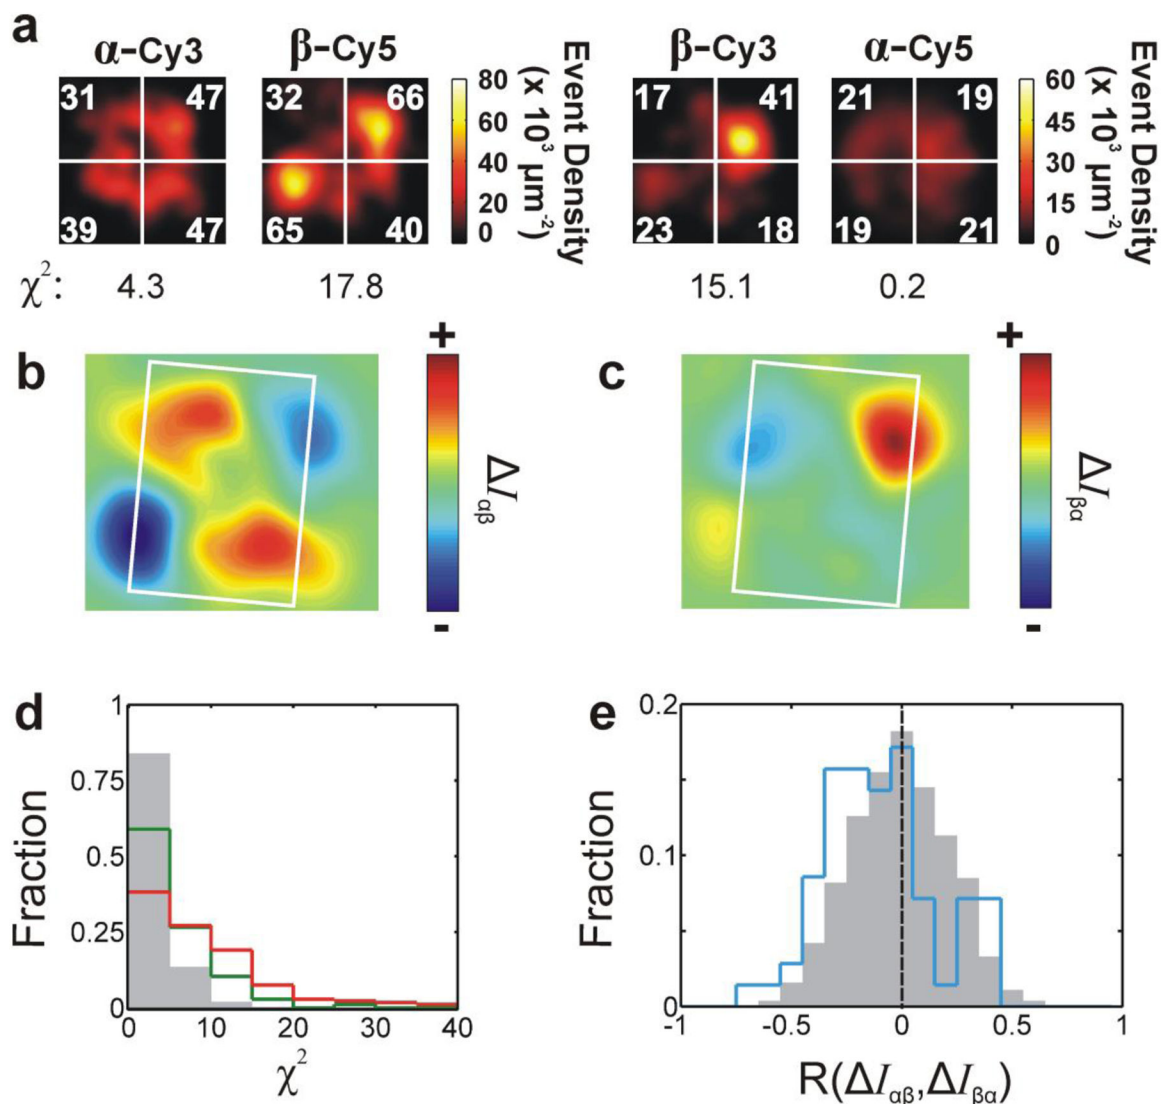 a
α-Cy3 β-Cy5 β-Cy3 α-Cy5
31 47
39 47
32 66
65 40
80
60
40
20
0
Event Density
(x 10³ μm⁻²)
17 41
23 18
21 19
19 21
60
45
30
15
0
Event Density
(x 10³ μm⁻²)
χ²: 4.3 17.8 15.1 0.2
b
+
-
ΔIαβ
c
+
-
ΔIβα
d
1
0.75
0.5
0.25
0
Fraction
0 10 20 30 40
χ²
e
0.2
0.1
0
Fraction
-1 -0.5 0 0.5 1
R(ΔIαβ,ΔIβα)